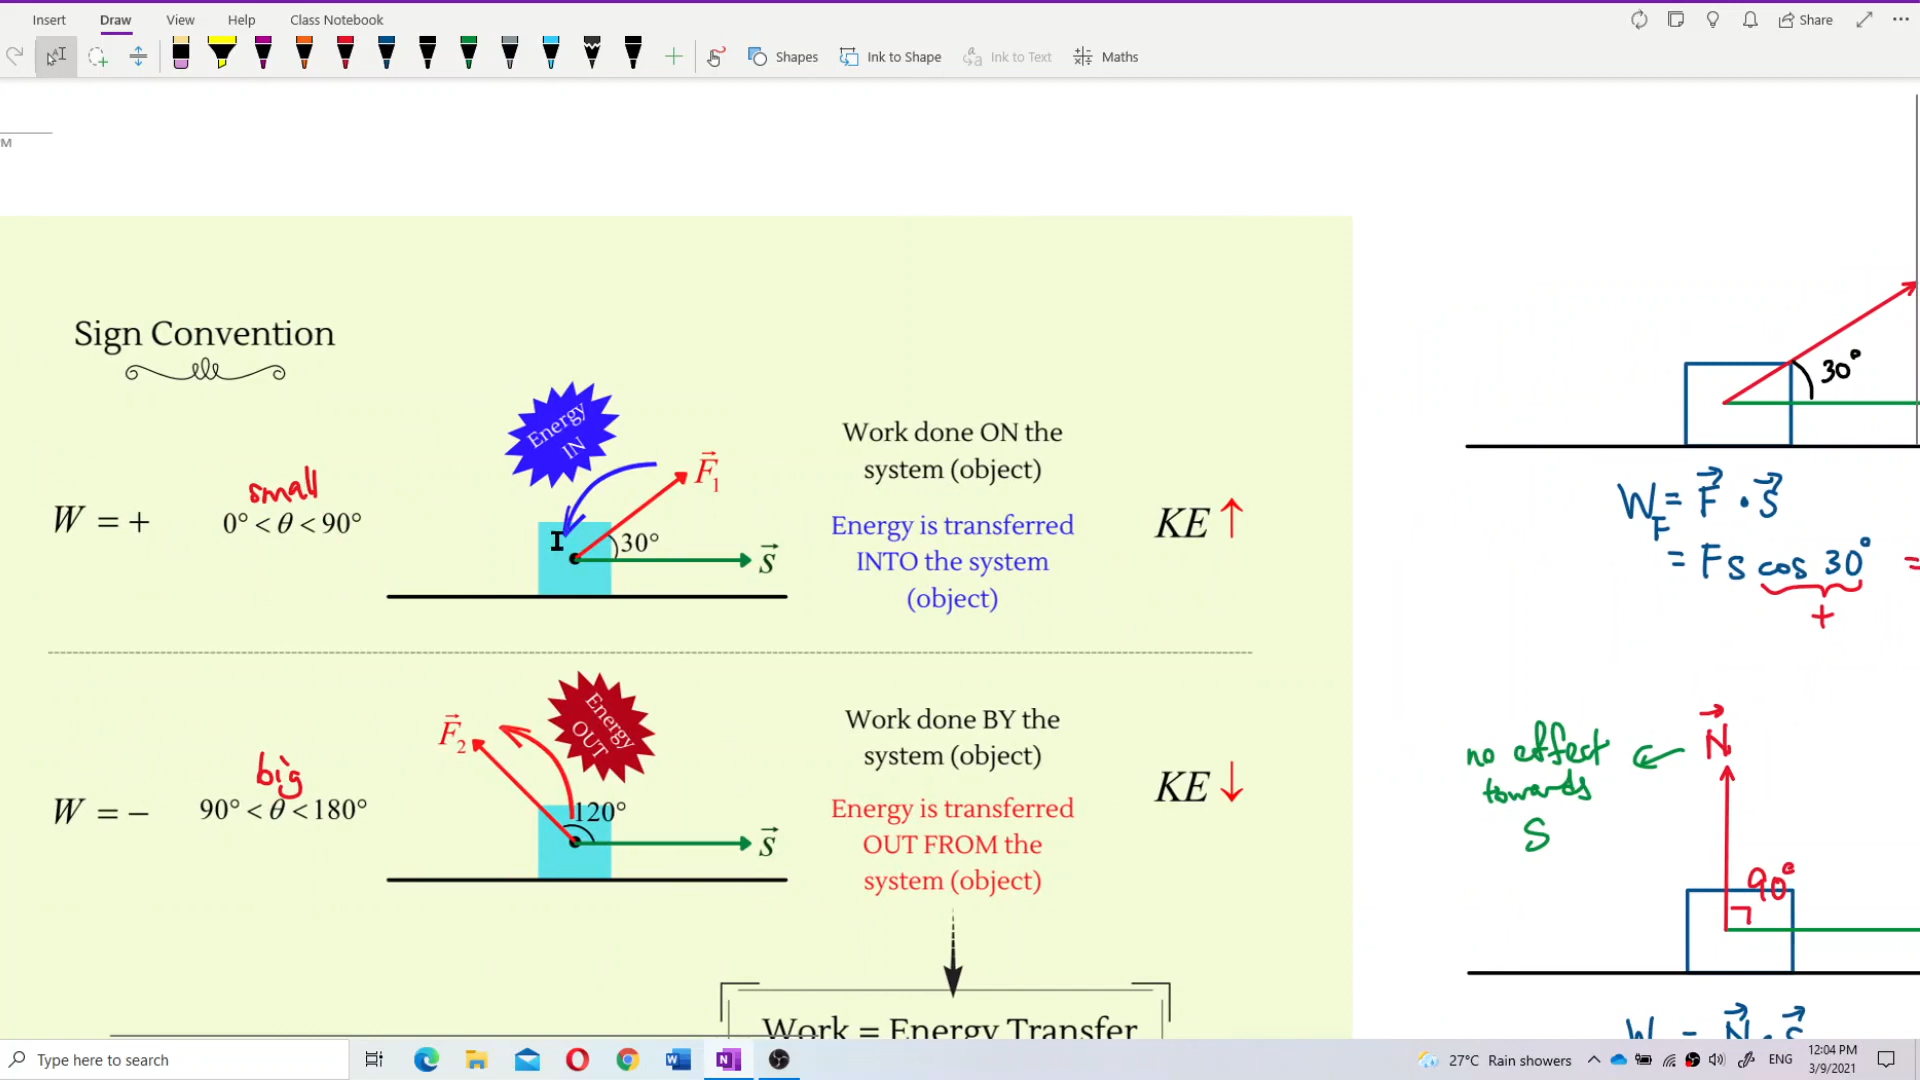 Insert Draw View Help Class Notebook Share
Shapes Ink to Shape Ink to Text Maths
M
Sign Convention
W = +
small
0° < θ < 90°
Energy
IN
F₁
30°
s
Work done ON the
system (object)
Energy is transferred
INTO the system
(object)
KE ↑
W = −
big
90° < θ < 180°
Energy
OUT
F₂
120°
s
Work done BY the
system (object)
Energy is transferred
OUT FROM the
system (object)
KE ↓
Work = Energy Transfer
30°
W_F = F · s
= Fs cos 30° =
+
no effect
towards
S
N
90°
W = N · s
Type here to search
27°C Rain showers
ENG
12:04 PM
3/9/2021